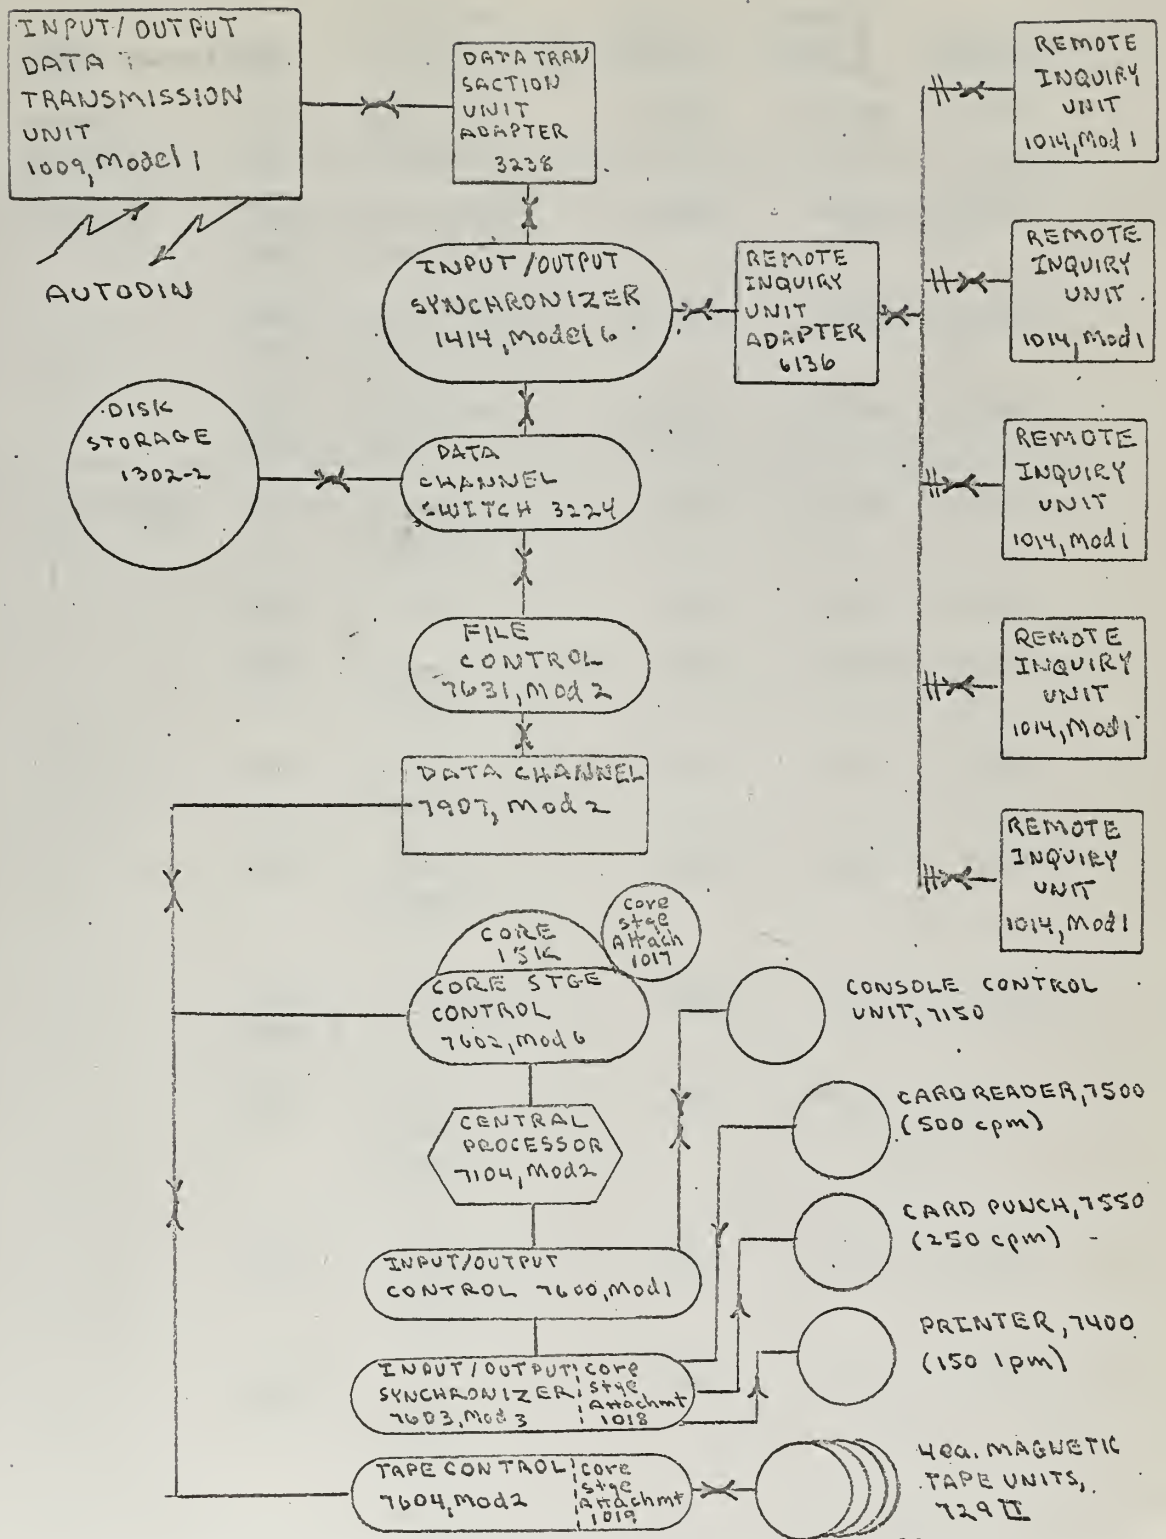 INPUT/OUTPUT
DATA
TRANSMISSION
UNIT
1009, Model 1
AUTODIN
DATA TRAN
SACTION
UNIT
ADAPTER
3238
INPUT/OUTPUT
SYNCHRONIZER
1414, Model 6
REMOTE
INQUIRY
UNIT
ADAPTER
6136
REMOTE
INQUIRY
UNIT
1014, Mod 1
REMOTE
INQUIRY
UNIT
1014, Mod 1
REMOTE
INQUIRY
UNIT
1014, Mod 1
REMOTE
INQUIRY
UNIT
1014, Mod 1
REMOTE
INQUIRY
UNIT
1014, Mod 1
DISK
STORAGE
1302-2
DATA
CHANNEL
SWITCH 3224
FILE
CONTROL
7631, Mod 2
DATA CHANNEL
7907, Mod 2
CORE
15K
Core
stge
Attach
1017
CORE STGE
CONTROL
7602, Mod 6
CENTRAL
PROCESSOR
7104, Mod 2
INPUT/OUTPUT
CONTROL 7600, Mod 1
INPUT/OUTPUT
SYNCHRONIZER
7603, Mod 3
Core
stge
Attachmt
1018
TAPE CONTROL
7604, Mod 2
Core
stge
Attachmt
1019
CONSOLE CONTROL
UNIT, 7150
CARD READER, 7500
(500 cpm)
CARD PUNCH, 7550
(250 cpm)
PRINTER, 7400
(150 lpm)
4 ea. MAGNETIC
TAPE UNITS,
729 II